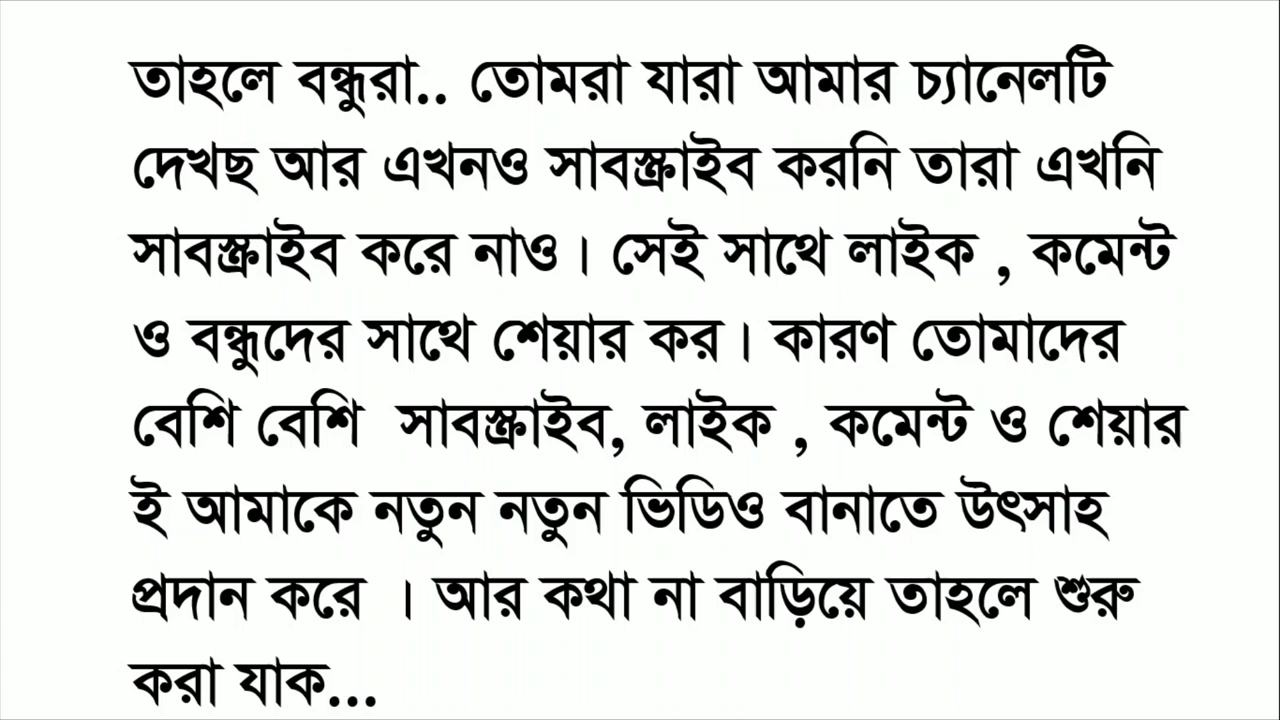 তাহলে বন্ধুরা.. তোমরা যারা আমার চ্যানেলটি
দেখছ আর এখনও সাবস্ক্রাইব করনি তারা এখনি
সাবস্ক্রাইব করে নাও। সেই সাথে লাইক , কমেন্ট
ও বন্ধুদের সাথে শেয়ার কর। কারণ তোমাদের
বেশি বেশি সাবস্ক্রাইব, লাইক , কমেন্ট ও শেয়ার
ই আমাকে নতুন নতুন ভিডিও বানাতে উৎসাহ
প্রদান করে । আর কথা না বাড়িয়ে তাহলে শুরু
করা যাক...